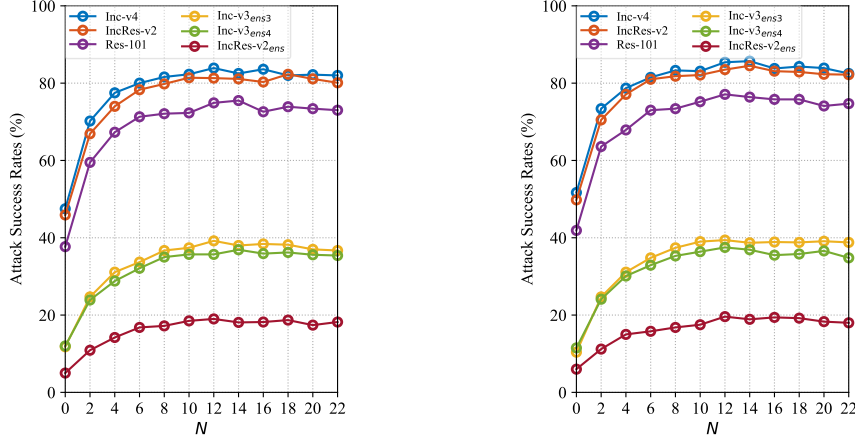 Inc-v4
IncRes-v2
Res-101
Inc-v3ens3
Inc-v3ens4
IncRes-v2ens
Attack Success Rates (%)
100
80
60
40
20
0
0 2 4 6 8 10 12 14 16 18 20 22
N
Inc-v4
IncRes-v2
Res-101
Inc-v3ens3
Inc-v3ens4
IncRes-v2ens
Attack Success Rates (%)
100
80
60
40
20
0
0 2 4 6 8 10 12 14 16 18 20 22
N